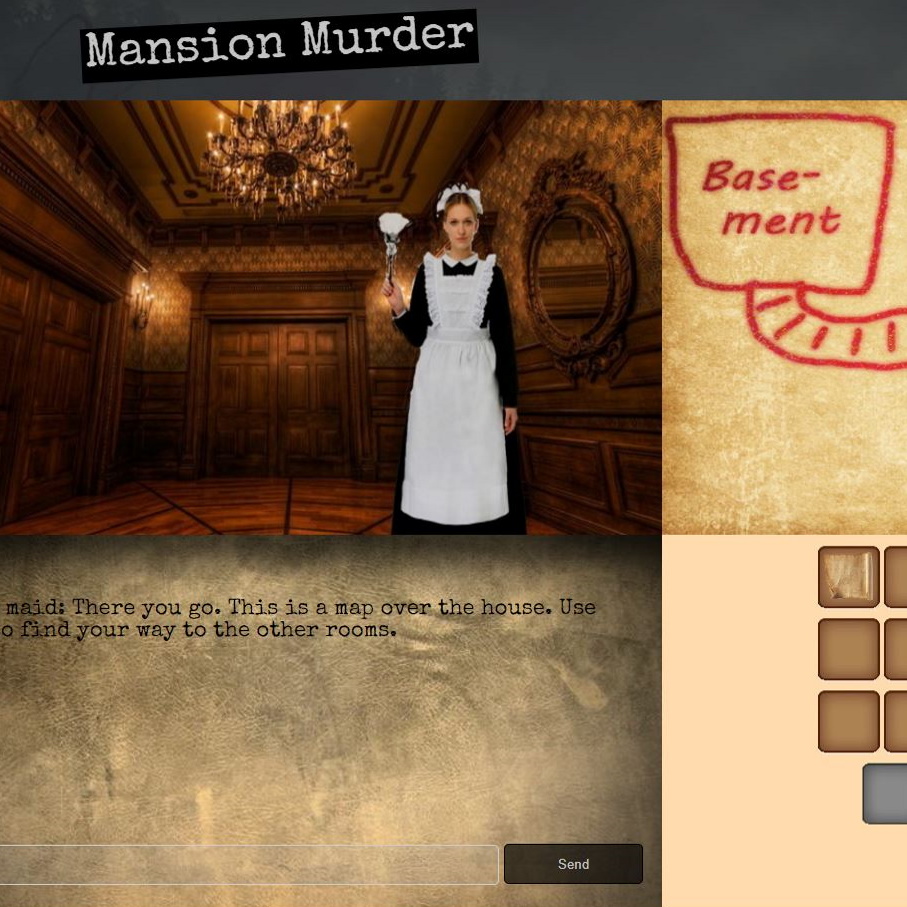 Mansion Murder
Base-
ment
maid: There you go. This is a map over the house. Use
o find your way to the other rooms.
Send